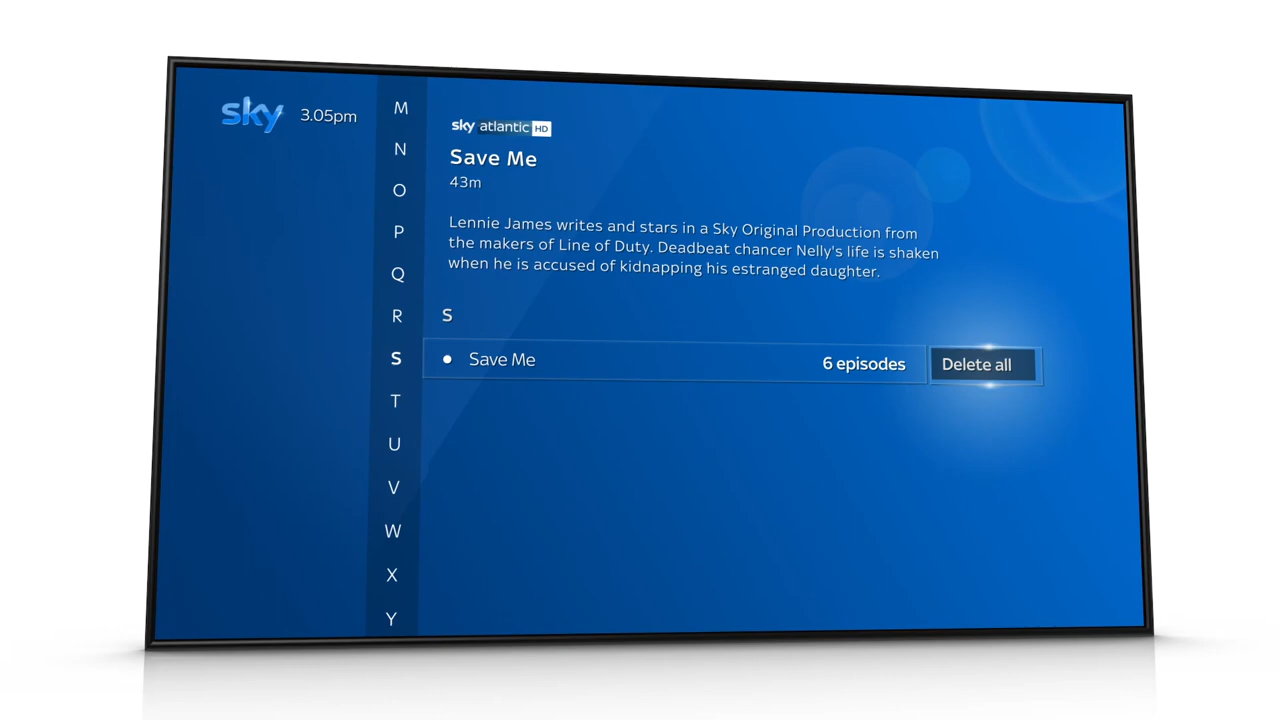 sky 3.05pm
M
N
O
P
Q
R
S
T
U
V
W
X
Y
sky atlantic HD
Save Me
43m
Lennie James writes and stars in a Sky Original Production from
the makers of Line of Duty. Deadbeat chancer Nelly's life is shaken
when he is accused of kidnapping his estranged daughter.
S
Save Me 6 episodes Delete all